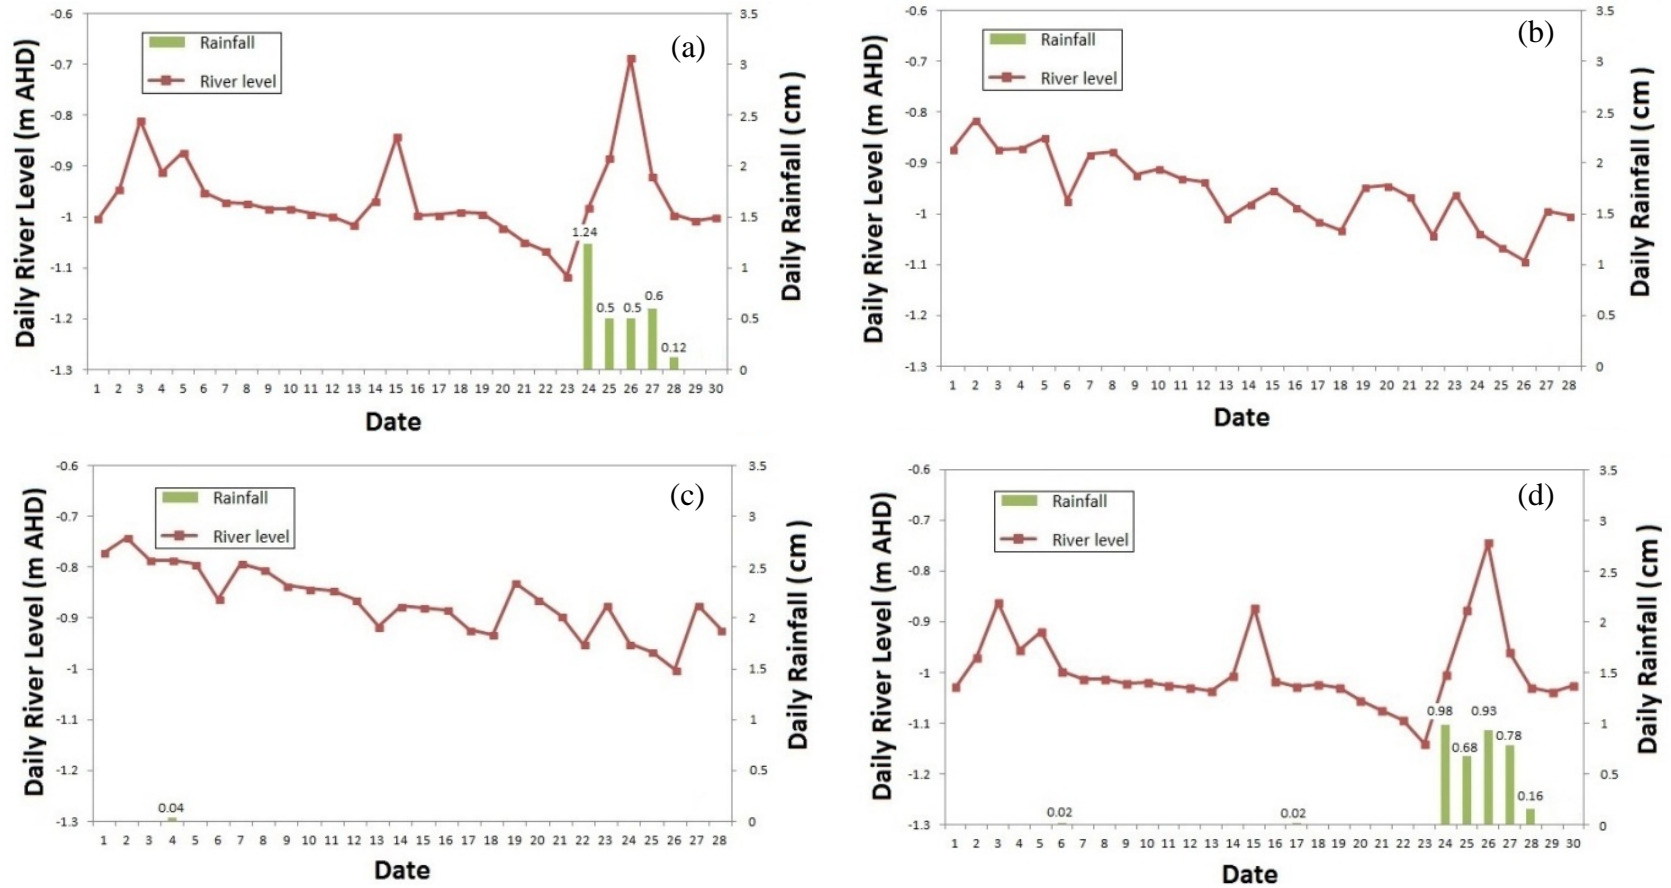 (a)
Rainfall
River level
Daily River Level (m AHD)
-0.6
-0.7
-0.8
-0.9
-1
-1.1
-1.2
-1.3
3.5
3
2.5
2
1.5
1
0.5
0
Daily Rainfall (cm)
1.24
0.5
0.5
0.6
0.12
1 2 3 4 5 6 7 8 9 10 11 12 13 14 15 16 17 18 19 20 21 22 23 24 25 26 27 28 29 30
Date
(b)
Rainfall
River level
Daily River Level (m AHD)
-0.6
-0.7
-0.8
-0.9
-1
-1.1
-1.2
-1.3
3.5
3
2.5
2
1.5
1
0.5
0
Daily Rainfall (cm)
1 2 3 4 5 6 7 8 9 10 11 12 13 14 15 16 17 18 19 20 21 22 23 24 25 26 27 28
Date
(c)
Rainfall
River level
Daily River Level (m AHD)
-0.6
-0.7
-0.8
-0.9
-1
-1.1
-1.2
-1.3
3.5
3
2.5
2
1.5
1
0.5
0
Daily Rainfall (cm)
0.04
1 2 3 4 5 6 7 8 9 10 11 12 13 14 15 16 17 18 19 20 21 22 23 24 25 26 27 28
Date
(d)
Rainfall
River level
Daily River Level (m AHD)
-0.6
-0.7
-0.8
-0.9
-1
-1.1
-1.2
-1.3
3.5
3
2.5
2
1.5
1
0.5
0
Daily Rainfall (cm)
0.02
0.02
0.98
0.68
0.93
0.78
0.16
1 2 3 4 5 6 7 8 9 10 11 12 13 14 15 16 17 18 19 20 21 22 23 24 25 26 27 28 29 30
Date